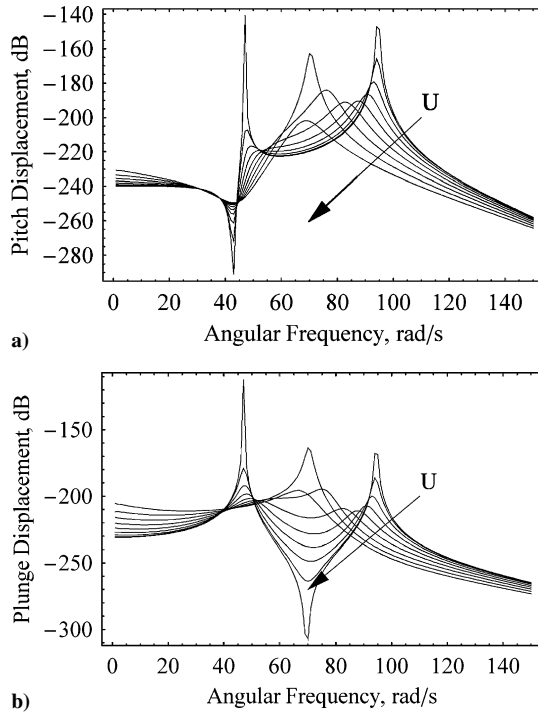 −140
−160
−180
−200
−220
−240
−260
−280
Pitch Displacement, dB
U
0 20 40 60 80 100 120 140
Angular Frequency, rad/s
a)
−150
−200
−250
−300
Plunge Displacement, dB
U
0 20 40 60 80 100 120 140
Angular Frequency, rad/s
b)